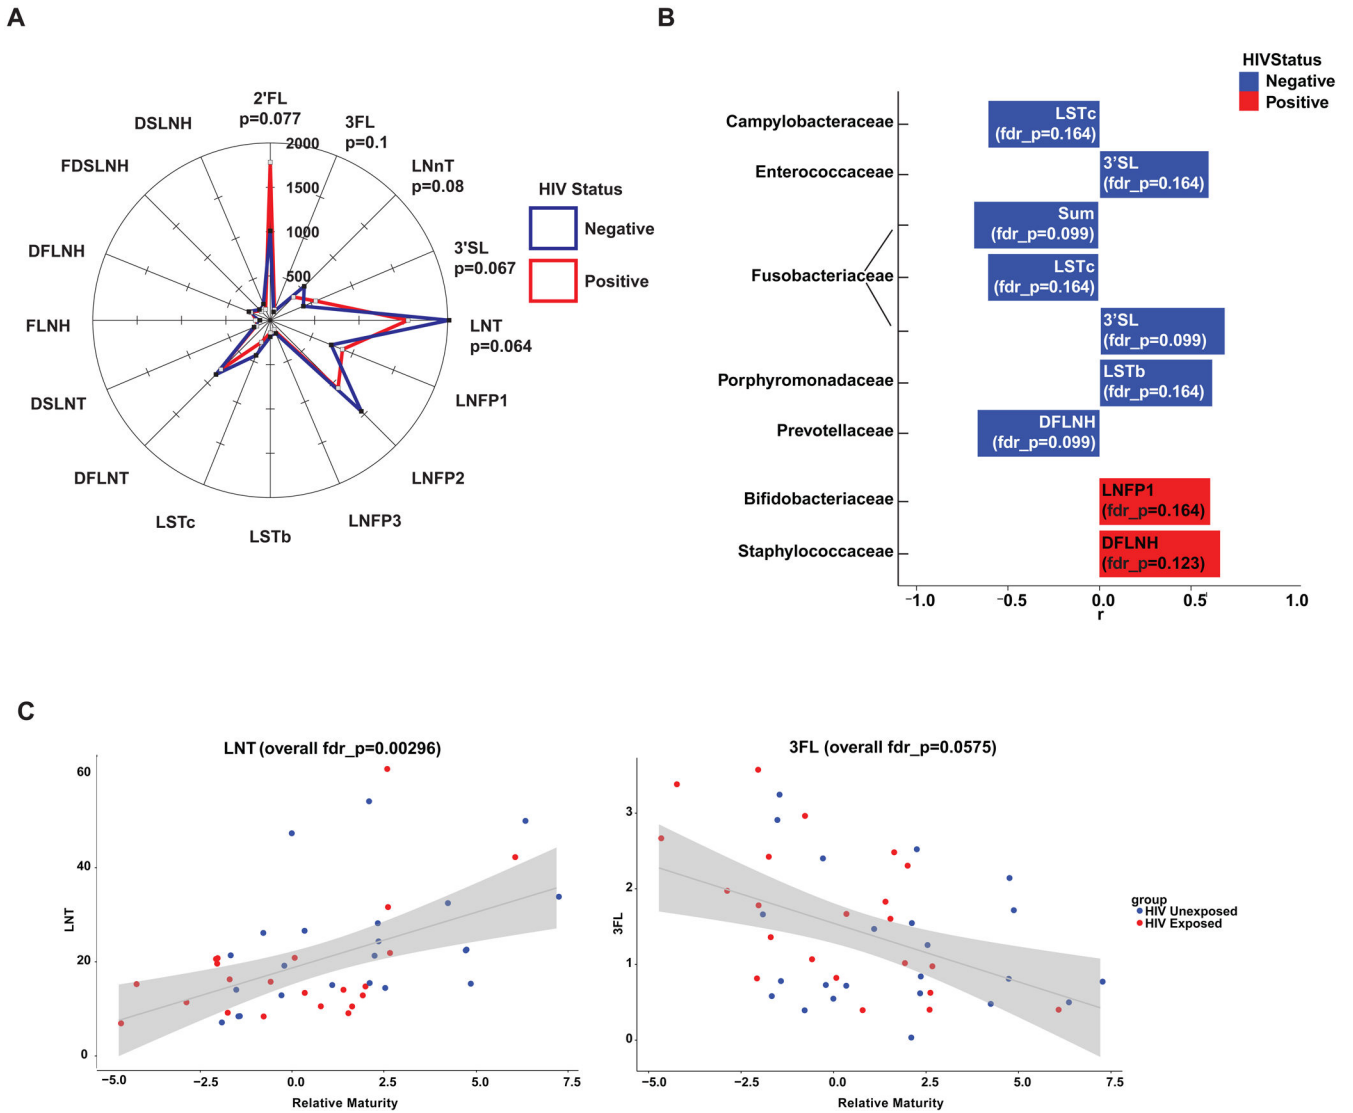 A
2'FL
p=0.077
3FL
p=0.1
LNnT
p=0.08
3'SL
p=0.067
LNT
p=0.064
LNFP1
LNFP2
LNFP3
LSTb
LSTc
DFLNT
DSLNT
FLNH
DFLNH
FDSLNH
DSLNH
2000
1500
1000
500
HIV Status
Negative
Positive
B
HIVStatus
Negative
Positive
Campylobacteraceae
Enterococcaceae
Fusobacteriaceae
Porphyromonadaceae
Prevotellaceae
Bifidobacteriaceae
Staphylococcaceae
LSTc
(fdr_p=0.164)
3’SL
(fdr_p=0.164)
Sum
(fdr_p=0.099)
LSTc
(fdr_p=0.164)
3’SL
(fdr_p=0.099)
LSTb
(fdr_p=0.164)
DFLNH
(fdr_p=0.099)
LNFP1
(fdr_p=0.164)
DFLNH
(fdr_p=0.123)
−1.0 −0.5 0.0 0.5 1.0
r
C
LNT (overall fdr_p=0.00296)
LNT
60
40
20
0
−5.0 −2.5 0.0 2.5 5.0 7.5
Relative Maturity
3FL (overall fdr_p=0.0575)
3FL
3
2
1
0
−5.0 −2.5 0.0 2.5 5.0 7.5
Relative Maturity
group
HIV Unexposed
HIV Exposed